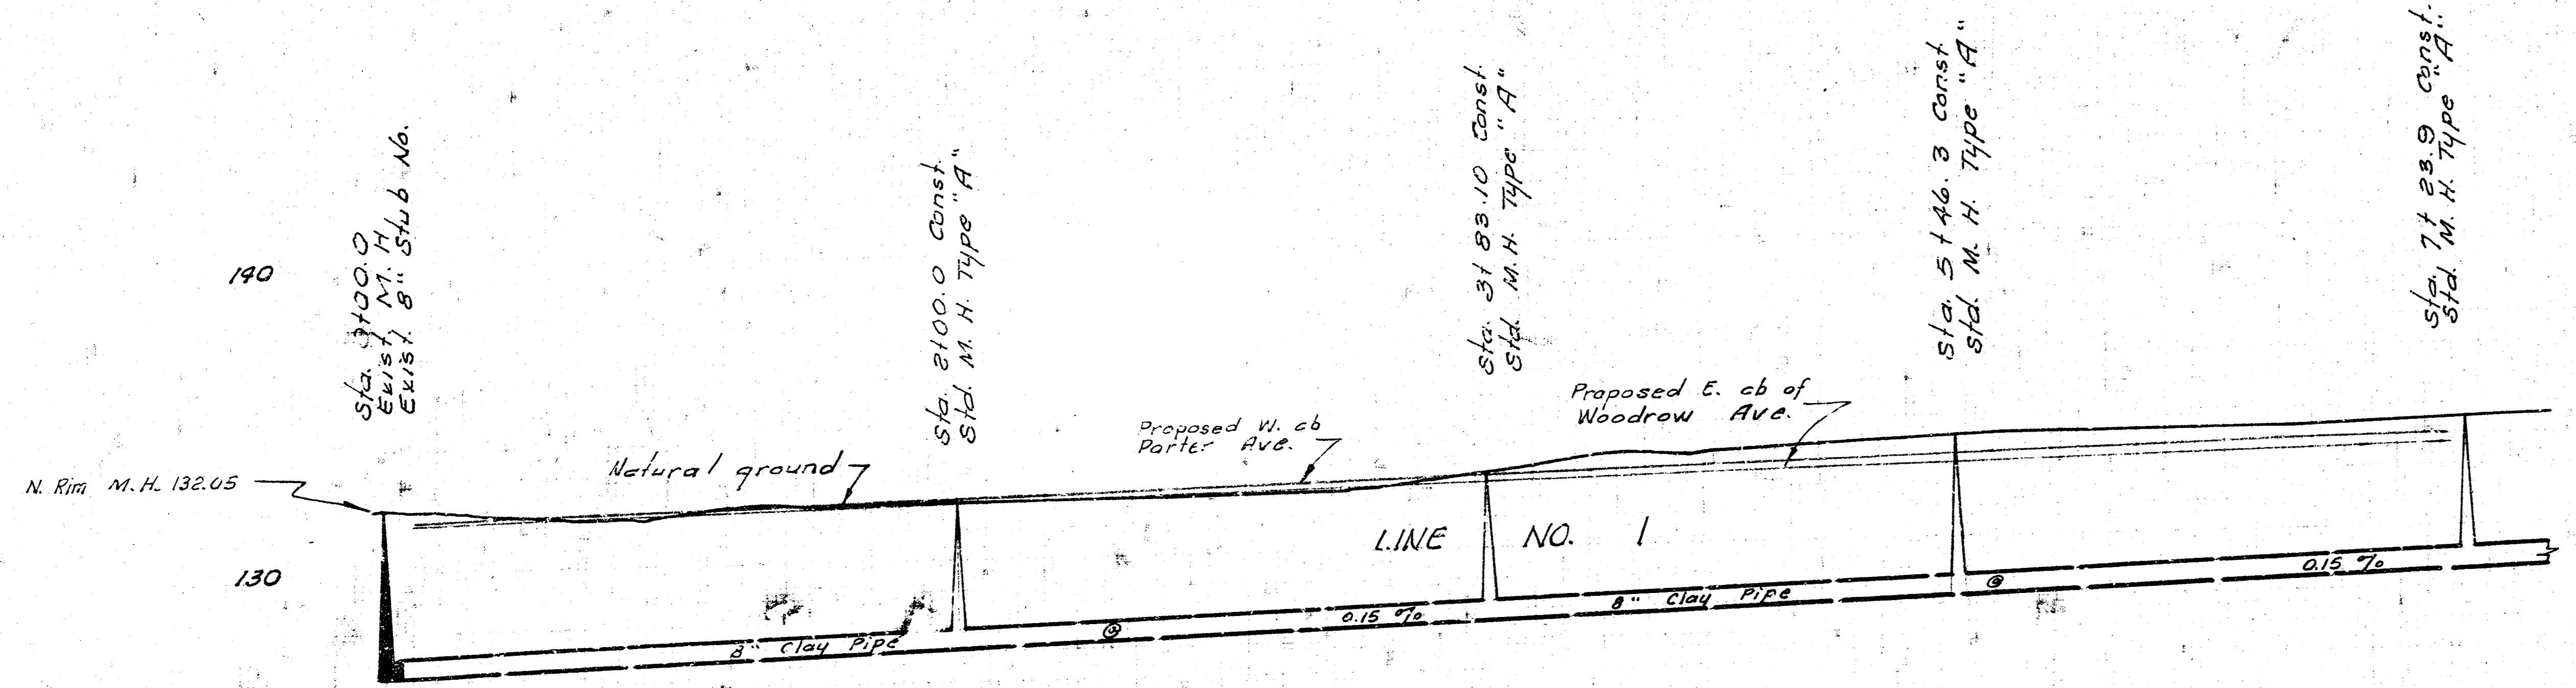 Sta. 0+00.0
Exist. M. H
Exist. 8" Stub No.
Sta. 2+00.0 Const.
Std. M. H. Type "A"
Sta. 3+83.10 Const.
Std. M.H. Type "A"
Sta. 5+46.3 Const
Std. M. H. Type "A"
Sta. 7+23.9 Const.
Std. M. H. Type "A"
140
Proposed E. cb of
Woodrow Ave.
Proposed W. cb
Porter Ave.
Natural ground
N. Rim M.H. 132.05
LINE NO. 1
130
0.15 %
8" Clay Pipe
0.15 %
8" Clay Pipe